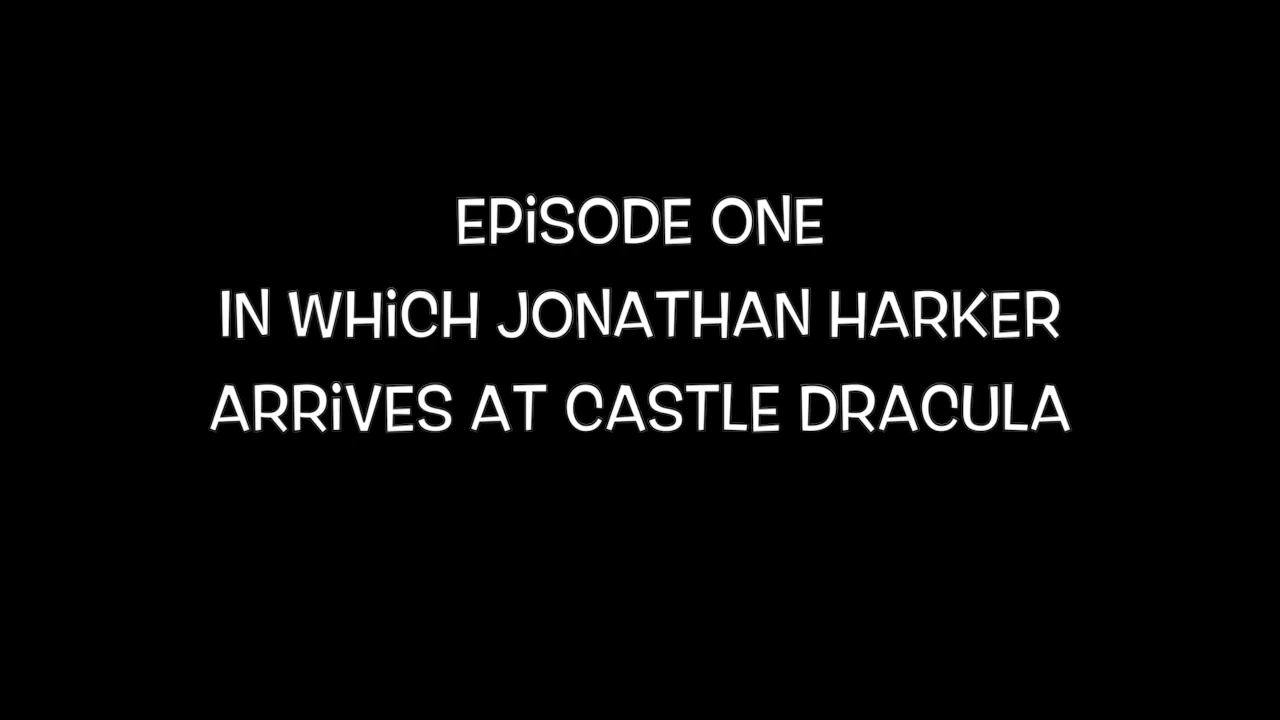 EPiSODE ONE
IN WHiCH JONATHAN HARKER
ARRiVES AT CASTLE DRACULA